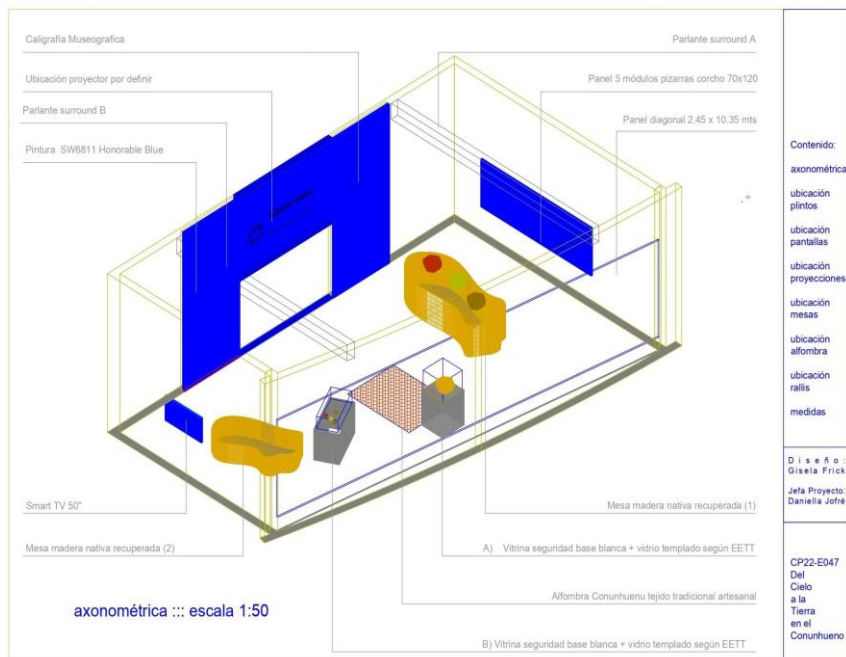 Caligrafía Museografica
Ubicación proyector por definir
Parlante surround B
Pintura SW6811 Honorable Blue
Parlante surround A
Panel 5 módulos pizarras corcho 70x120
Panel diagonal 2.45 x 10.35 mts
Smart TV 50"
Mesa madera nativa recuperada (2)
Mesa madera nativa recuperada (1)
A) Vitrina seguridad base blanca + vidrio templado según EETT
Alfombra Conunhuenu tejido tradicional artesanal
B) Vitrina seguridad base blanca + vidrio templado según EETT
axonométrica ::: escala 1:50
Contenido:
axonométrica
ubicación
plintos
ubicación
pantallas
ubicación
proyecciones
ubicación
mesas
ubicación
alfombra
ubicación
rallis
medidas
Diseño:
Gisela Frick
Jefa Proyecto:
Daniella Jofré
CP22-E047
Del
Cielo
a la
Tierra
en el
Conunhueno